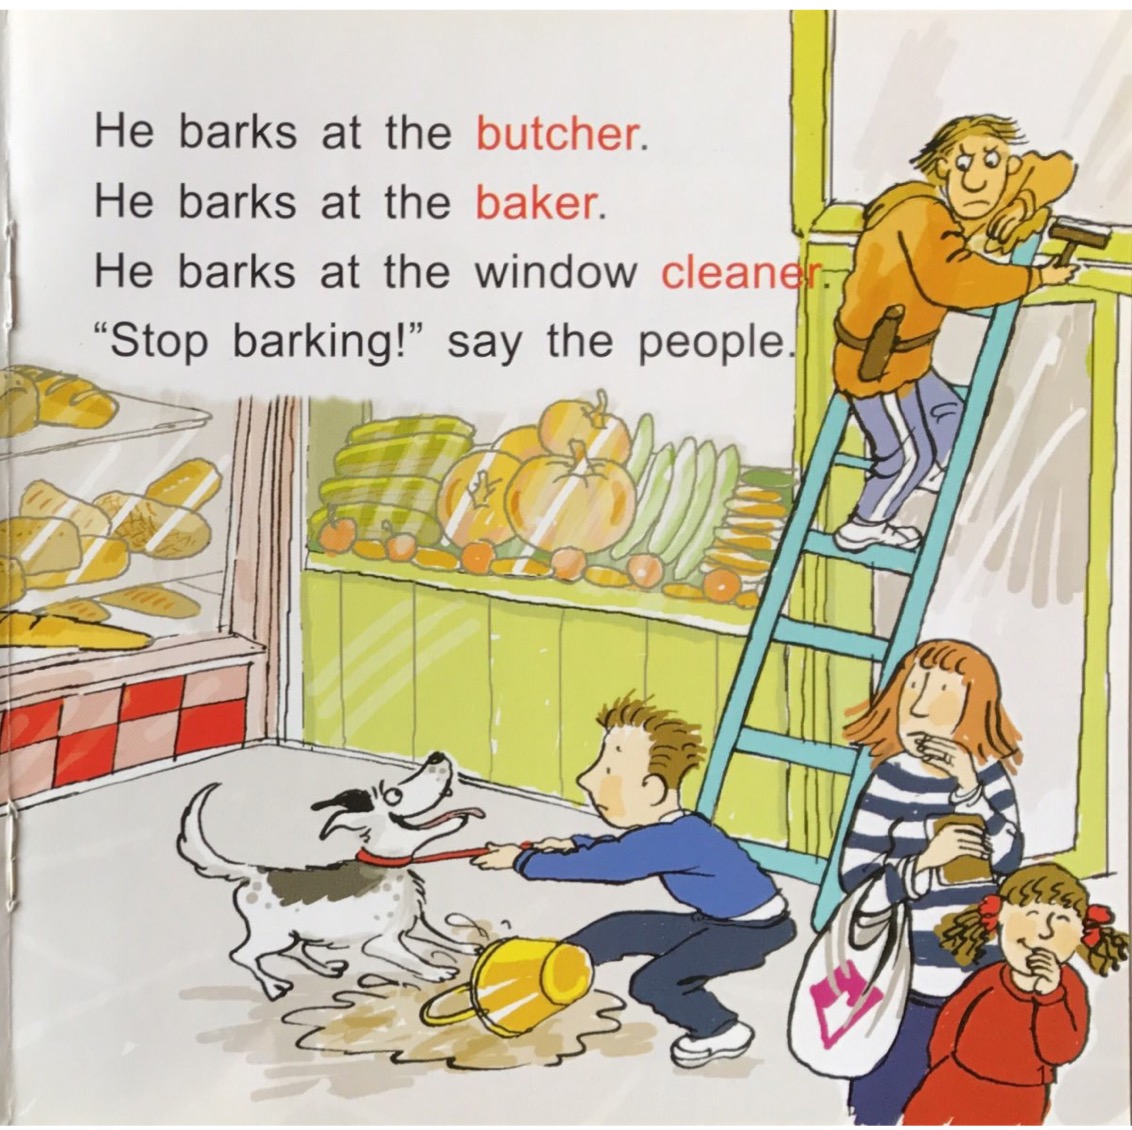 He barks at the butcher.
He barks at the baker.
He barks at the window cleaner.
“Stop barking!” say the people.